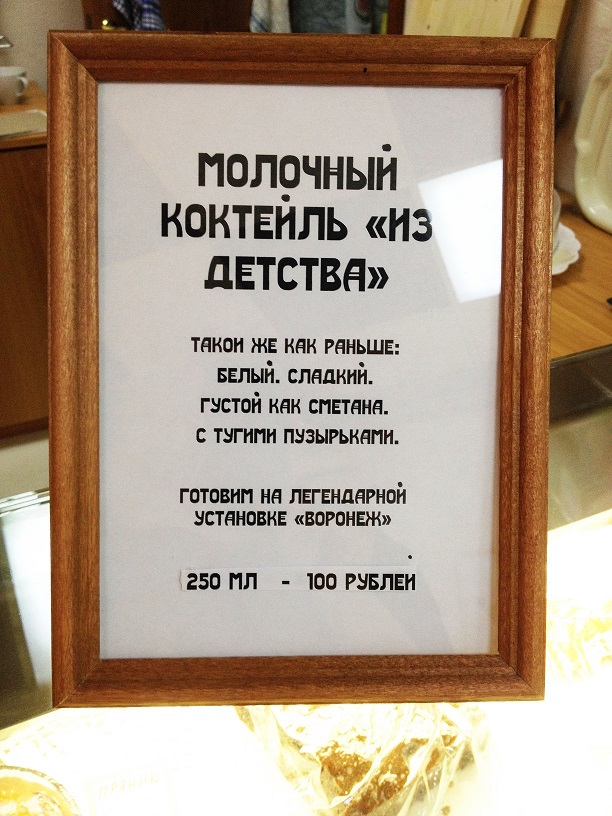 МОЛОЧНЫЙ
КОКТЕЙЛЬ «ИЗ
ДЕТСТВА»
ТАКОЙ ЖЕ КАК РАНЬШЕ:
БЕЛЫЙ. СЛАДКИЙ.
ГУСТОЙ КАК СМЕТАНА.
С ТУГИМИ ПУЗЫРЬКАМИ.
ГОТОВИМ НА ЛЕГЕНДАРНОЙ
УСТАНОВКЕ «ВОРОНЕЖ»
250 МЛ - 100 РУБЛЕЙ